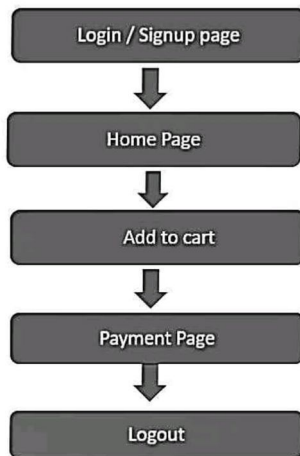 Login / Signup page
Home Page
Add to cart
Payment Page
Logout